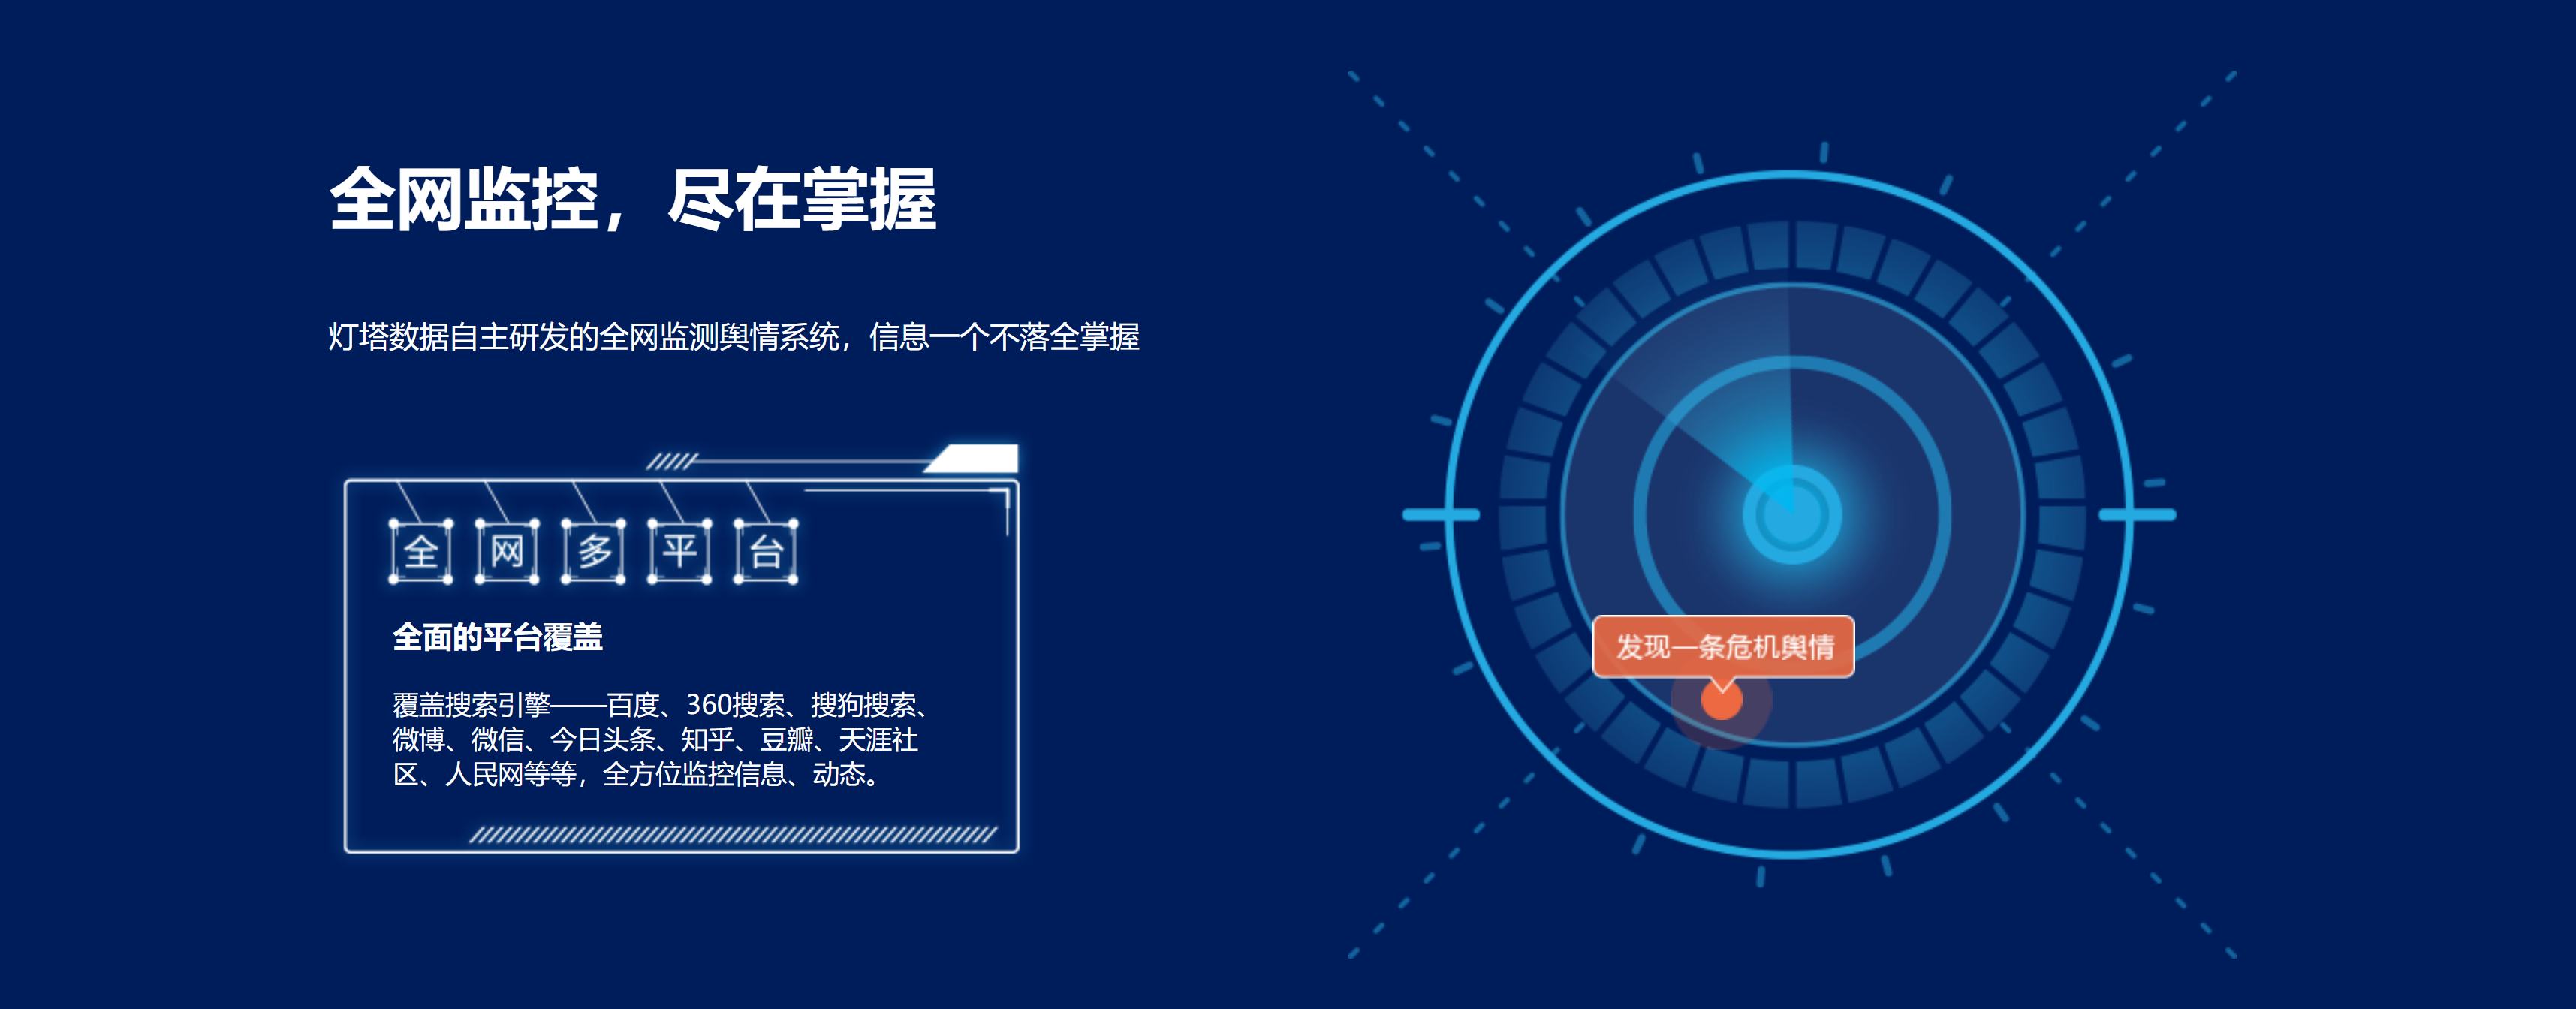 全网监控，尽在掌握
灯塔数据自主研发的全网监测舆情系统，信息一个不落全掌握
全网多平台
全面的平台覆盖
覆盖搜索引擎——百度、360搜索、搜狗搜索、
微博、微信、今日头条、知乎、豆瓣、天涯社
区、人民网等等，全方位监控信息、动态。
发现一条危机舆情